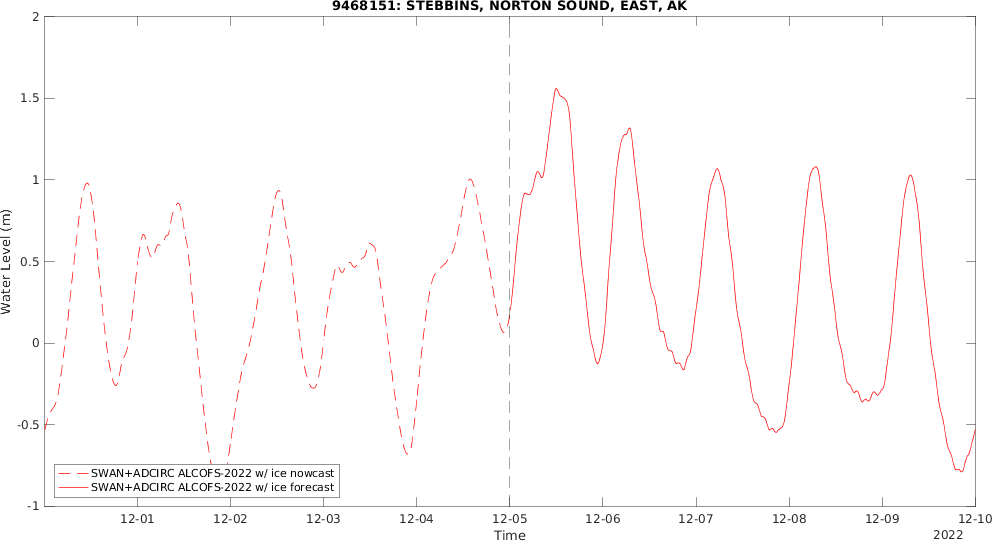 9468151: STEBBINS, NORTON SOUND, EAST, AK
2
1.5
1
0.5
0
-0.5
-1
Water Level (m)
SWAN+ADCIRC ALCOFS-2022 w/ ice nowcast
SWAN+ADCIRC ALCOFS-2022 w/ ice forecast
12-01 12-02 12-03 12-04 12-05 12-06 12-07 12-08 12-09 12-10
Time
2022